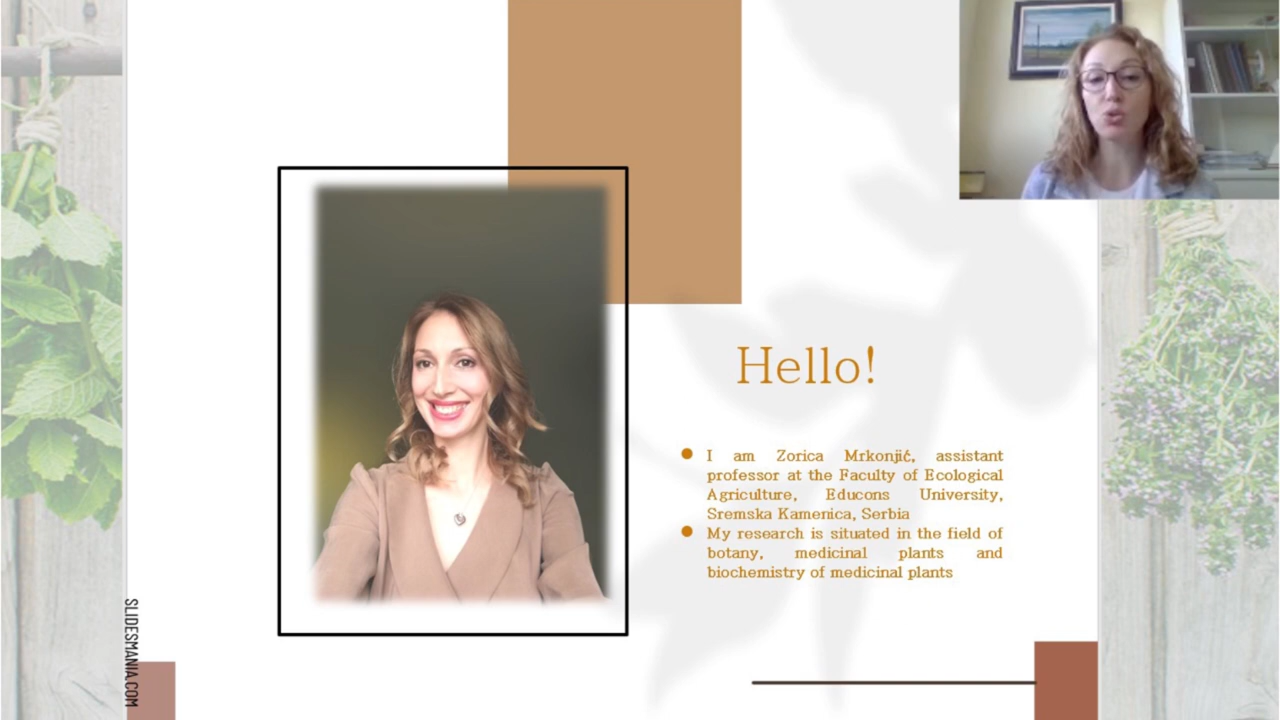 Hello!
● I am Zorica Mrkonjić, assistant
professor at the Faculty of Ecological
Agriculture, Educons University,
Sremska Kamenica, Serbia
● My research is situated in the field of
botany, medicinal plants and
biochemistry of medicinal plants
SLIDESMANIA.COM